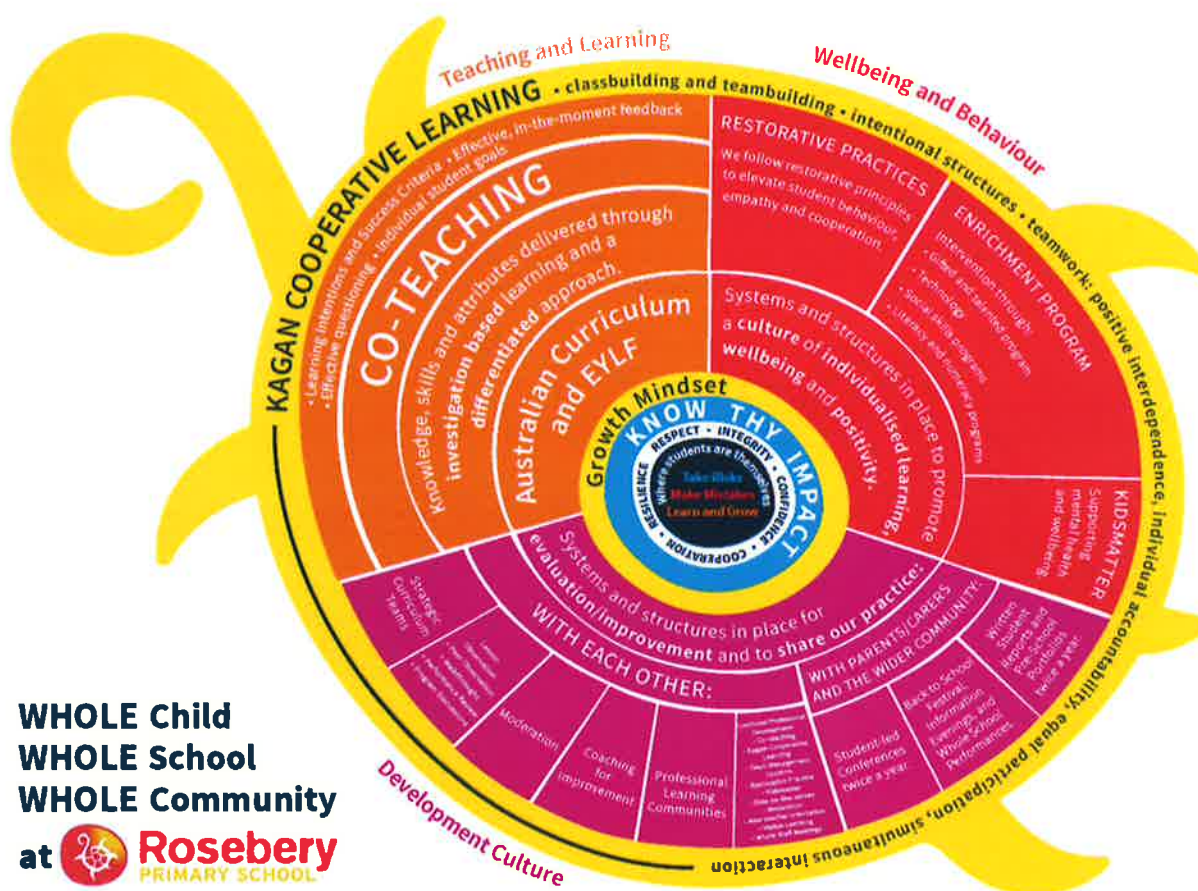 Teaching and Learning
Wellbeing and Behaviour
Development Culture
KAGAN COOPERATIVE LEARNING • classbuilding and teambuilding • intentional structures • teamwork: positive interdependence, individual accountability, equal participation, simultaneous interaction
• Learning Intentions and Success Criteria • Effective, in-the-moment feedback
• Effective questioning • Individual student goals
CO-TEACHING
Knowledge, skills and attributes delivered through
investigation based learning and a
differentiated approach.
Australian Curriculum
and EYLF
RESTORATIVE PRACTICES
We follow restorative principles
to elevate student behaviour,
empathy and cooperation.
ENRICHMENT PROGRAM
Intervention through:
• Gifted and talented program
• Technology
• Social skills programs
• Literacy and numeracy programs
KIDSMATTER
Supporting
mental health
and wellbeing
Systems and structures in place to promote
a culture of individualised learning,
wellbeing and positivity.
Growth Mindset
KNOW THY IMPACT
RESPECT • INTEGRITY • CONFIDENCE • COOPERATION • RESILIENCE
where students are themselves
Take Risks
Make Mistakes
Learn and Grow
Systems and structures in place for
evaluation/improvement and to share our practice:
WITH EACH OTHER:
WITH PARENTS/CARERS
AND THE WIDER COMMUNITY:
Strategic
Curriculum
Teams
Moderation
Coaching
for
Improvement
Professional
Learning
Communities
Student-led
Conferences
twice a year
Back to School
Festival,
Information
Evenings, and
Whole School
Performances
Written
Student
Reports and
Pre-School
Portfolios
twice a year
WHOLE Child
WHOLE School
WHOLE Community
at Rosebery
PRIMARY SCHOOL